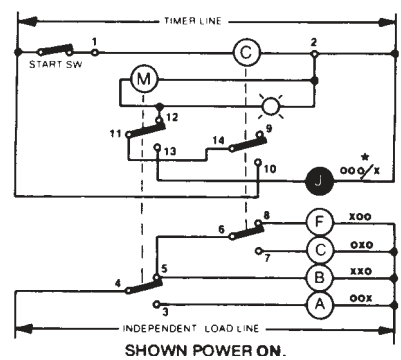 TIMER LINE
1 C 2
START SW
M
12
11 14 9
13 10
J ooo/x *
8 F xoo
6
7 C oxo
5
4 B xxo
3 A oox
INDEPENDENT LOAD LINE
SHOWN POWER ON.